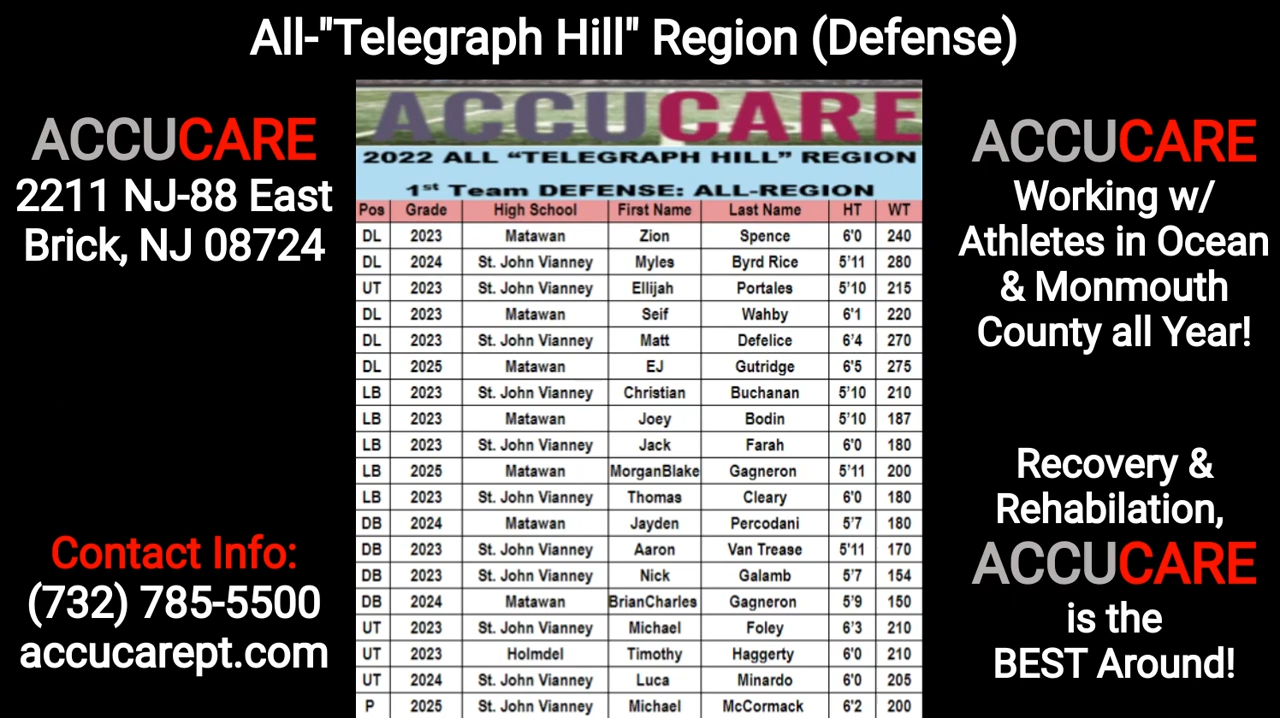 All-"Telegraph Hill" Region (Defense)
ACCUCARE
2211 NJ-88 East
Brick, NJ 08724
Contact Info:
(732) 785-5500
accucarept.com
ACCUCARE
2022 ALL “TELEGRAPH HILL” REGION
1st Team DEFENSE: ALL-REGION
Pos Grade High School First Name Last Name HT WT
DL 2023 Matawan Zion Spence 6'0 240
DL 2024 St. John Vianney Myles Byrd Rice 5’11 280
UT 2023 St. John Vianney Ellijah Portales 5’10 215
DL 2023 Matawan Seif Wahby 6'1 220
DL 2023 St. John Vianney Matt Defelice 6’4 270
DL 2025 Matawan EJ Gutridge 6'5 275
LB 2023 St. John Vianney Christian Buchanan 5’10 210
LB 2023 Matawan Joey Bodin 5’10 187
LB 2023 St. John Vianney Jack Farah 6'0 180
LB 2025 Matawan MorganBlake Gagneron 5’11 200
LB 2023 St. John Vianney Thomas Cleary 6'0 180
DB 2024 Matawan Jayden Percodani 5’7 180
DB 2023 St. John Vianney Aaron Van Trease 5'11 170
DB 2023 St. John Vianney Nick Galamb 5’7 154
DB 2024 Matawan BrianCharles Gagneron 5’9 150
UT 2023 St. John Vianney Michael Foley 6’3 210
UT 2023 Holmdel Timothy Haggerty 6'0 210
UT 2024 St. John Vianney Luca Minardo 6'0 205
P 2025 St. John Vianney Michael McCormack 6'2 200
ACCUCARE
Working w/
Athletes in Ocean
& Monmouth
County all Year!
Recovery &
Rehabilation,
ACCUCARE
is the
BEST Around!